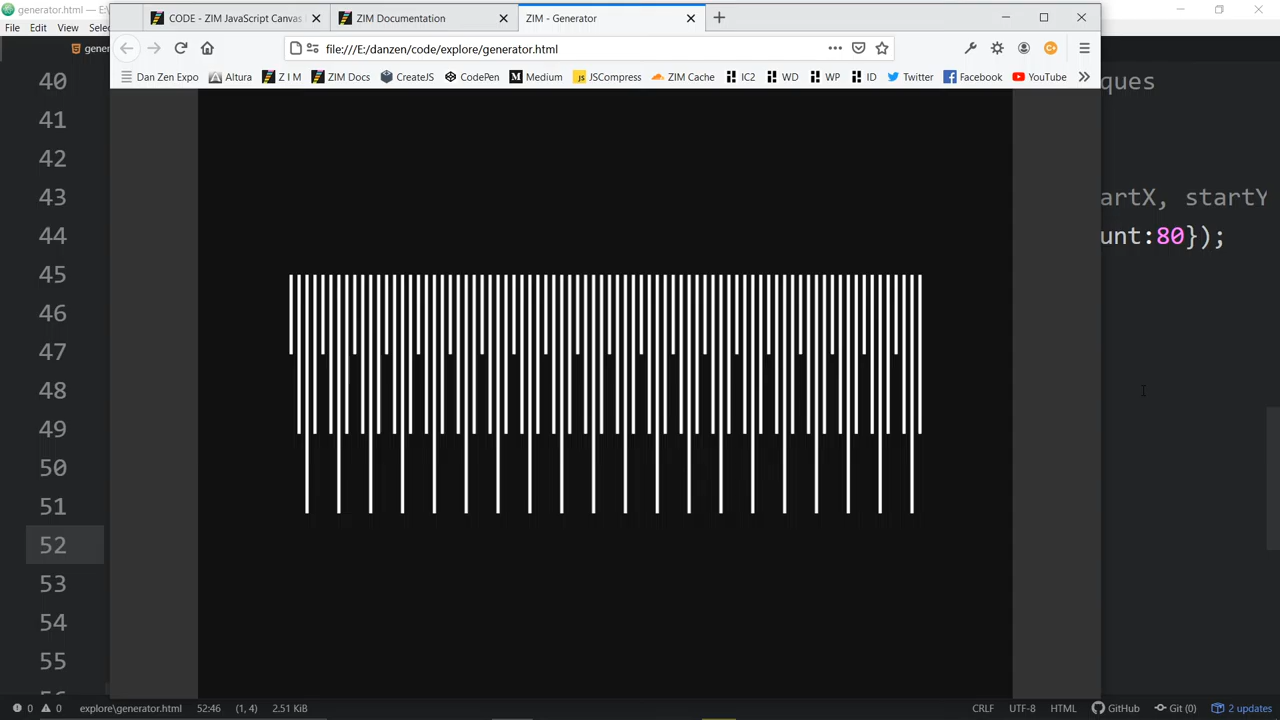 generator.html — E:
File View Selec
gener
CODE - ZIM JavaScript Canvas
ZIM Documentation
ZIM - Generator
file:///E:/danzen/code/explore/generator.html
Dan Zen Expo Altura Z I M ZIM Docs CreateJS CodePen Medium JSCompress ZIM Cache IC2 WD WP ID Twitter Facebook YouTube
40 ques
41
42
43 artX, startY
44 unt:80});
45
46
47
48
49
50
51
52
53
54
55
0 0 explore\generator.html 52:46 (1, 4) 2.51 KiB CRLF UTF-8 HTML GitHub Git (0) 2 updates